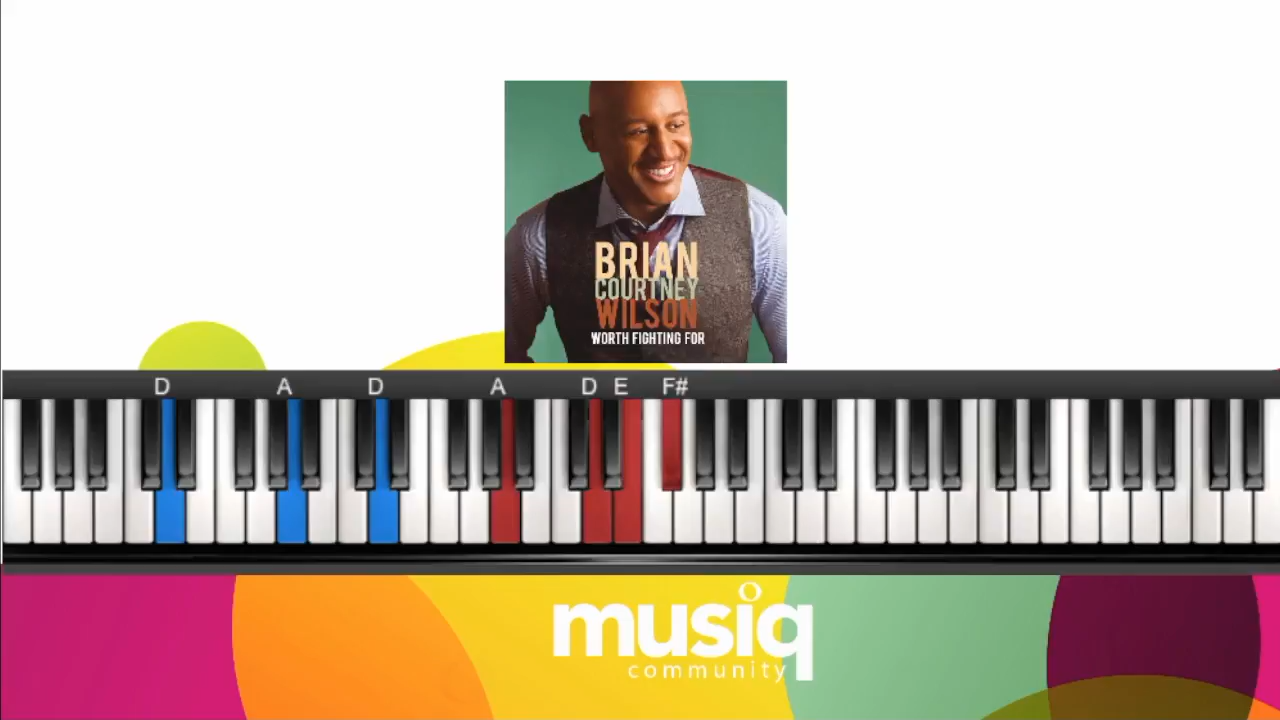 BRIAN
COURTNEY
WILSON
WORTH FIGHTING FOR
D A D A D E F#
musiq
community